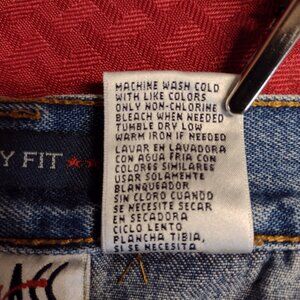 MACHINE WASH COLD
WITH LIKE COLORS
ONLY NON-CHLORINE
BLEACH WHEN NEEDED
TUMBLE DRY LOW
WARM IRON IF NEEDED
LAVAR EN LAVADORA
CON AGUA FRIA CON
COLORES SIMILARES
USAR SOLAMENTE
BLANQUEADOR
SIN CLORO CUANDO
SE NECESITE SECAR
EN SECADORA
CICLO LENTO
PLANCHA TIBIA,
SI SE NECESITA
Y FIT
ASS